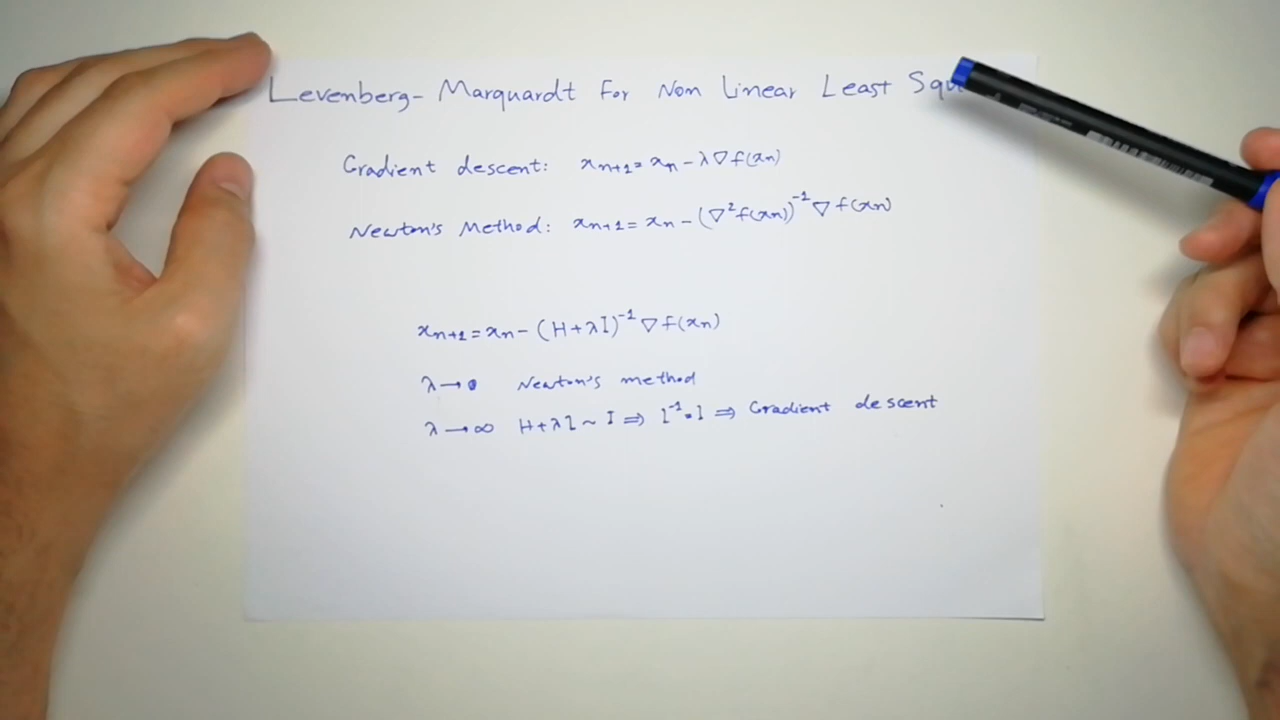 Levenberg- Marquardt For Non Linear Least Squ
Gradient descent: xn+1 = xn - λ∇f(xn)
Newton's Method: xn+1 = xn - (∇²f(xn))⁻¹ ∇f(xn)
xn+1 = xn - (H+λI)⁻¹ ∇f(xn)
λ → 0 Newton's method
λ → ∞ H+λI ~ I ⇒ I⁻¹ = I ⇒ Gradient descent